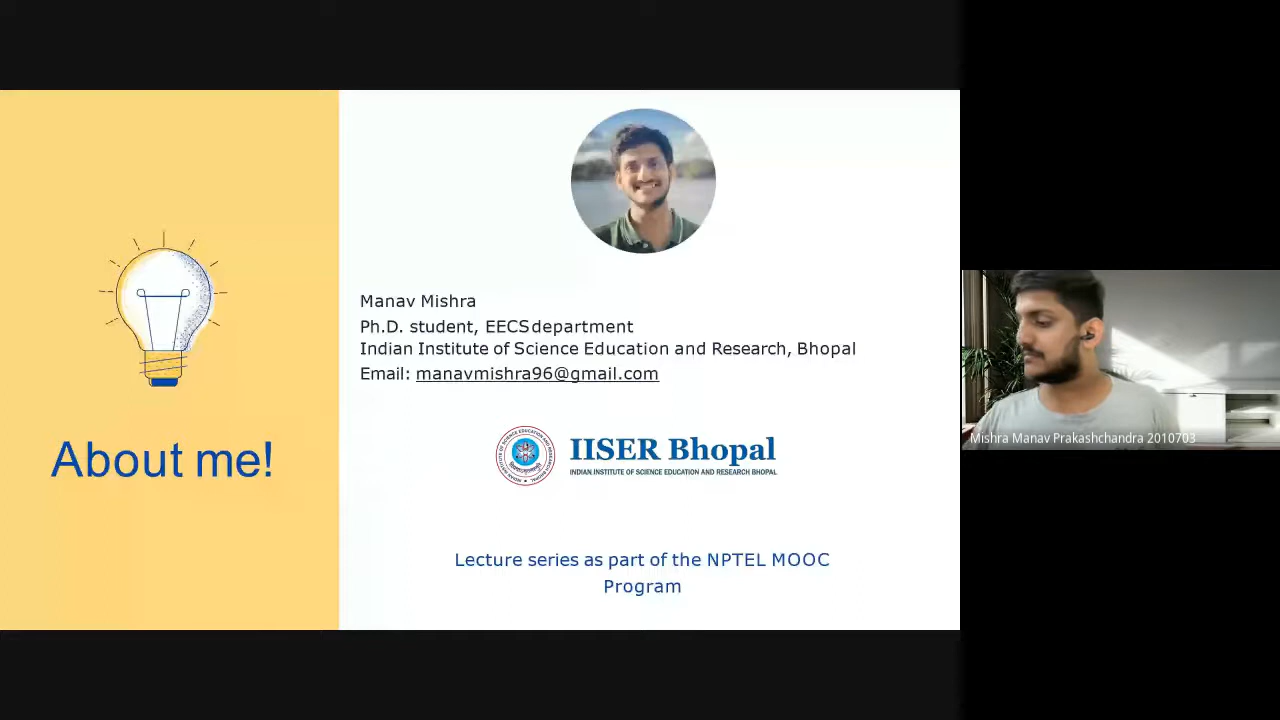 About me!
Manav Mishra
Ph.D. student, EECS department
Indian Institute of Science Education and Research, Bhopal
Email: manavmishra96@gmail.com
IISER Bhopal
INDIAN INSTITUTE OF SCIENCE EDUCATION AND RESEARCH BHOPAL
Lecture series as part of the NPTEL MOOC
Program
Mishra Manav Prakashchandra 2010703